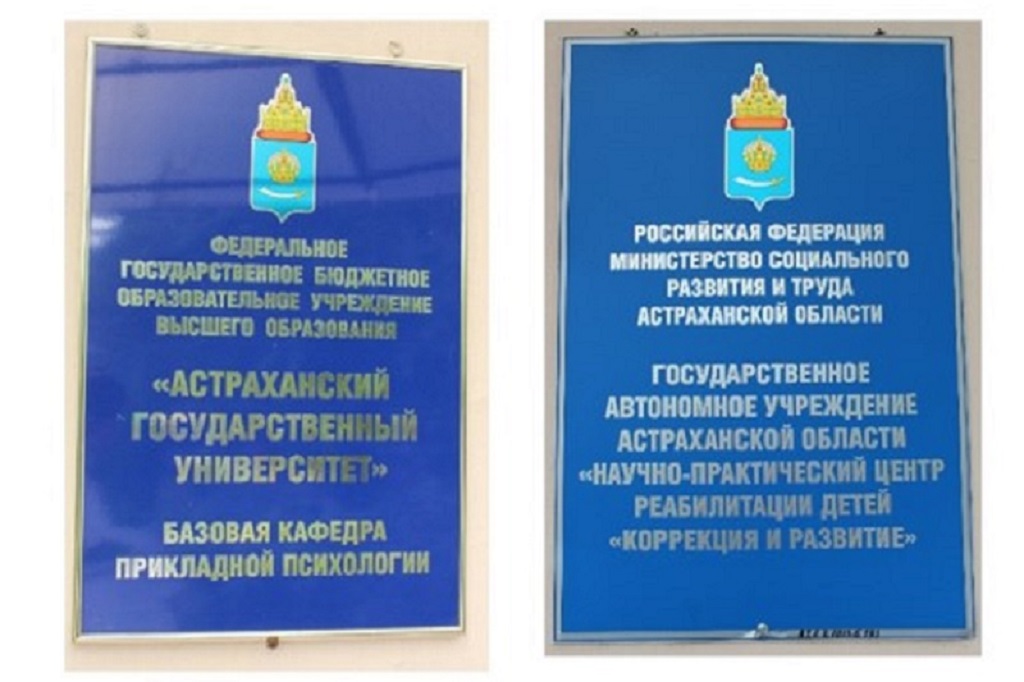 ФЕДЕРАЛЬНОЕ
ГОСУДАРСТВЕННОЕ БЮДЖЕТНОЕ
ОБРАЗОВАТЕЛЬНОЕ УЧРЕЖДЕНИЕ
ВЫСШЕГО ОБРАЗОВАНИЯ
«АСТРАХАНСКИЙ
ГОСУДАРСТВЕННЫЙ
УНИВЕРСИТЕТ»
БАЗОВАЯ КАФЕДРА
ПРИКЛАДНОЙ ПСИХОЛОГИИ
РОССИЙСКАЯ ФЕДЕРАЦИЯ
МИНИСТЕРСТВО СОЦИАЛЬНОГО
РАЗВИТИЯ И ТРУДА
АСТРАХАНСКОЙ ОБЛАСТИ
ГОСУДАРСТВЕННОЕ
АВТОНОМНОЕ УЧРЕЖДЕНИЕ
АСТРАХАНСКОЙ ОБЛАСТИ
«НАУЧНО-ПРАКТИЧЕСКИЙ ЦЕНТР
РЕАБИЛИТАЦИИ ДЕТЕЙ
«КОРРЕКЦИЯ И РАЗВИТИЕ»